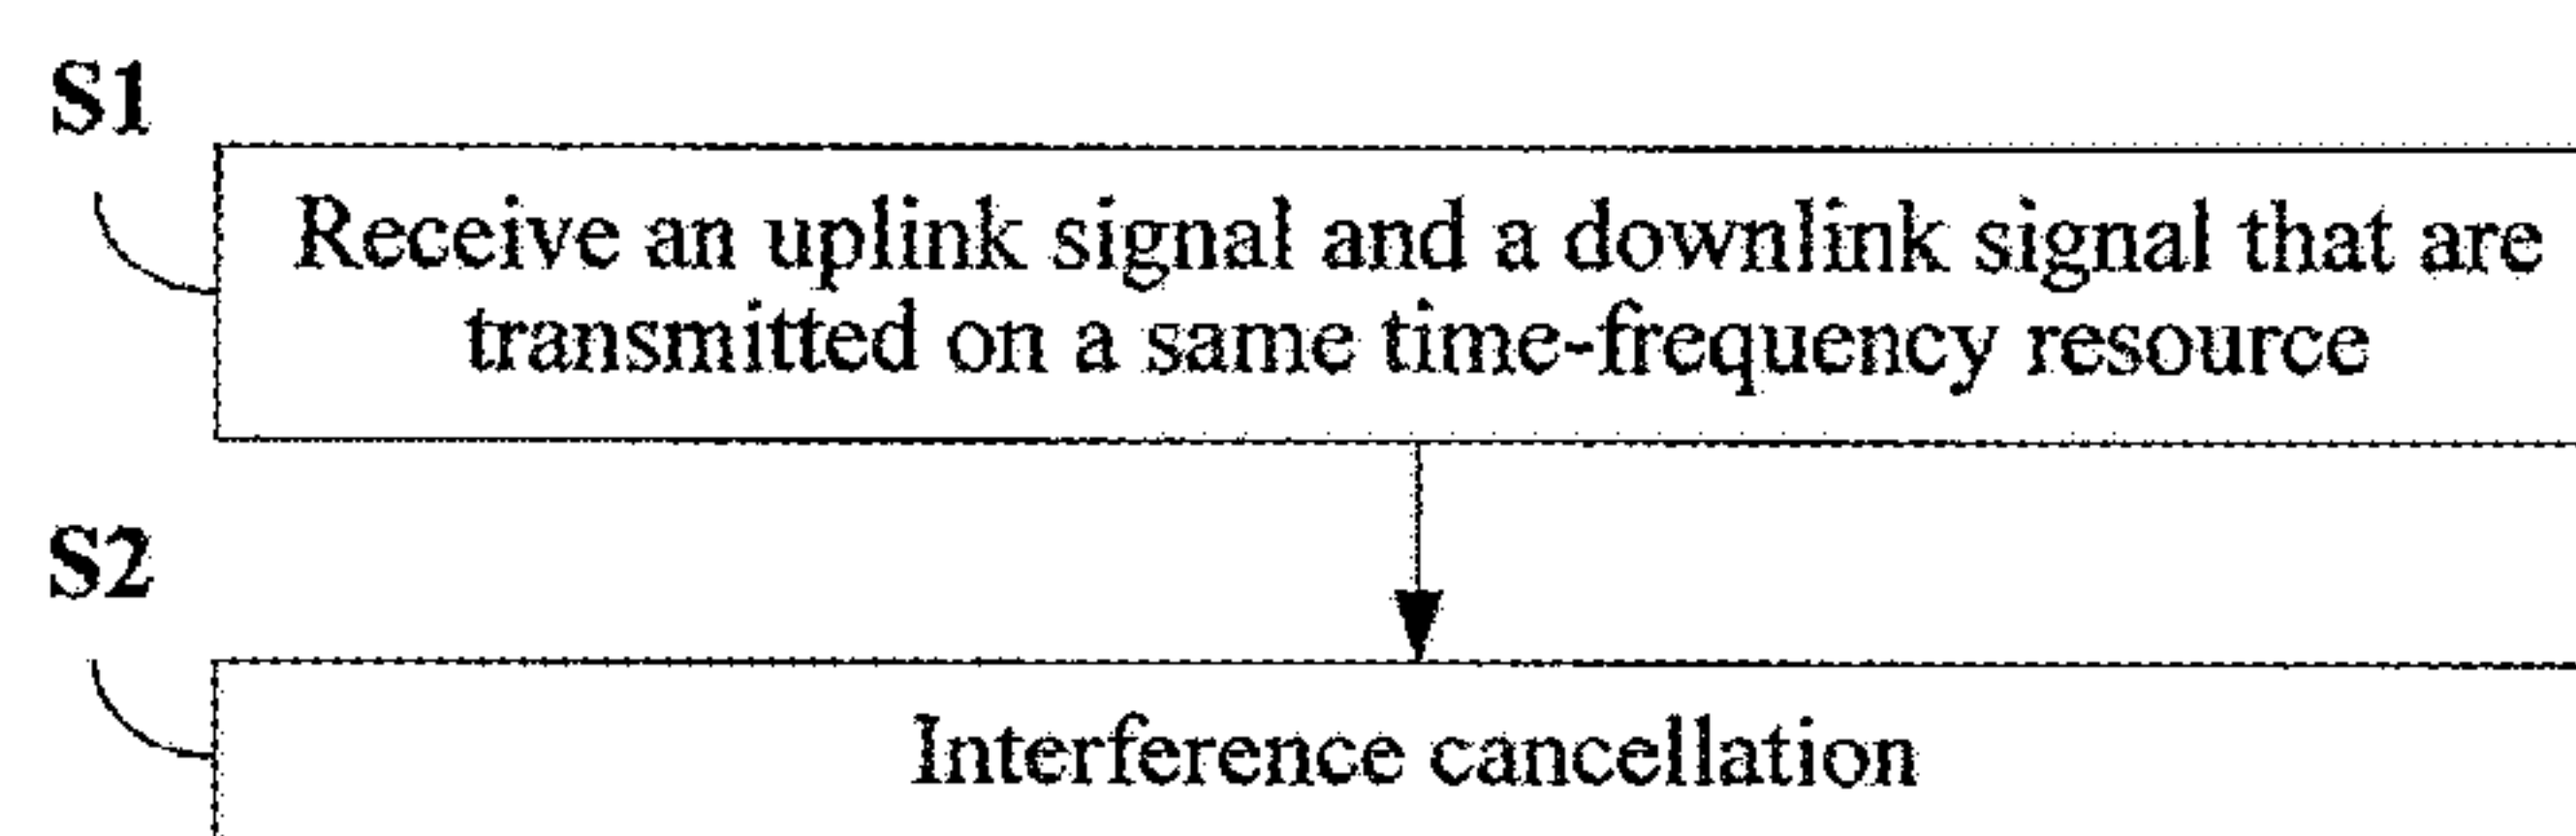 S1
Receive an uplink signal and a downlink signal that are
transmitted on a same time-frequency resource
S2
Interference cancellation